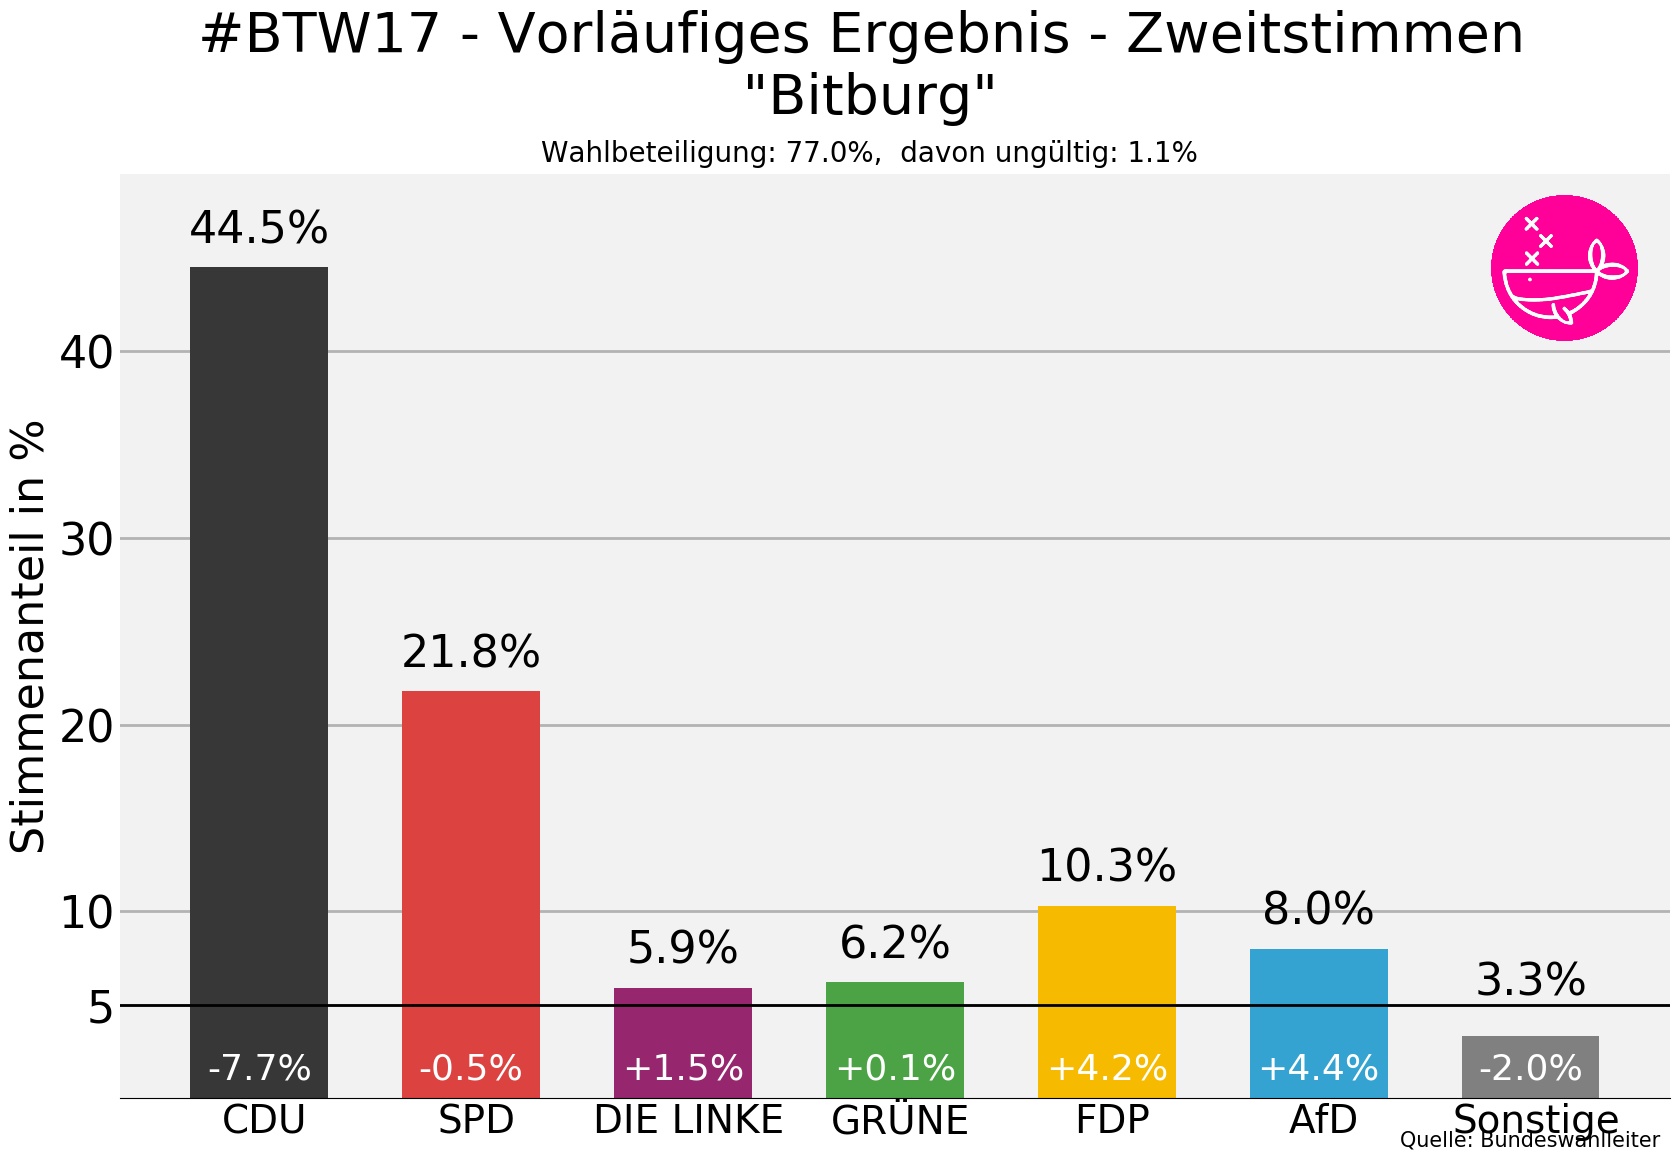 #BTW17 - Vorläufiges Ergebnis - Zweitstimmen
"Bitburg"
Wahlbeteiligung: 77.0%, davon ungültig: 1.1%
Stimmenanteil in %
40
30
20
10
5
44.5%
21.8%
5.9%
6.2%
10.3%
8.0%
3.3%
-7.7%
-0.5%
+1.5%
+0.1%
+4.2%
+4.4%
-2.0%
CDU
SPD
DIE LINKE
GRÜNE
FDP
AfD
Sonstige
Quelle: Bundeswahlleiter